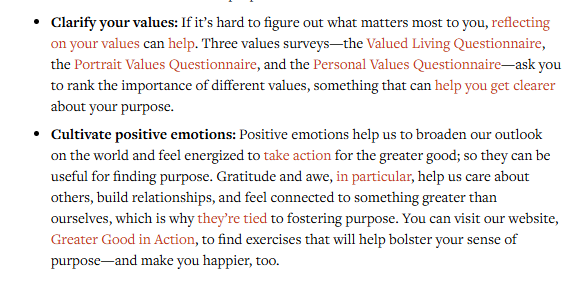 • Clarify your values: If it’s hard to figure out what matters most to you, reflecting
on your values can help. Three values surveys—the Valued Living Questionnaire,
the Portrait Values Questionnaire, and the Personal Values Questionnaire—ask you
to rank the importance of different values, something that can help you get clearer
about your purpose.
• Cultivate positive emotions: Positive emotions help us to broaden our outlook
on the world and feel energized to take action for the greater good; so they can be
useful for finding purpose. Gratitude and awe, in particular, help us care about
others, build relationships, and feel connected to something greater than
ourselves, which is why they’re tied to fostering purpose. You can visit our website,
Greater Good in Action, to find exercises that will help bolster your sense of
purpose—and make you happier, too.